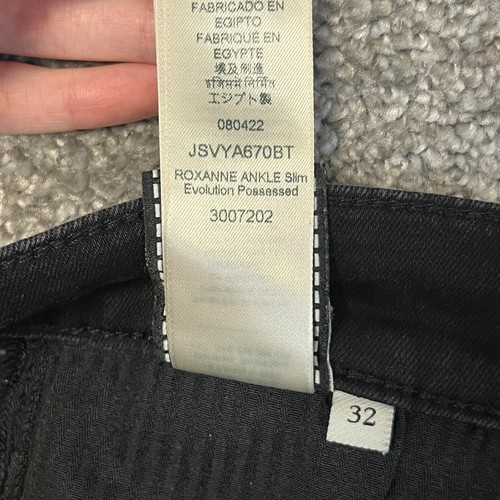 FABRICADO EN
EGIPTO
FABRIQUÉ EN
EGYPTE
埃及制造
エジプト製
080422
JSVYA670BT
ROXANNE ANKLE Slim
Evolution Possessed
3007202
32